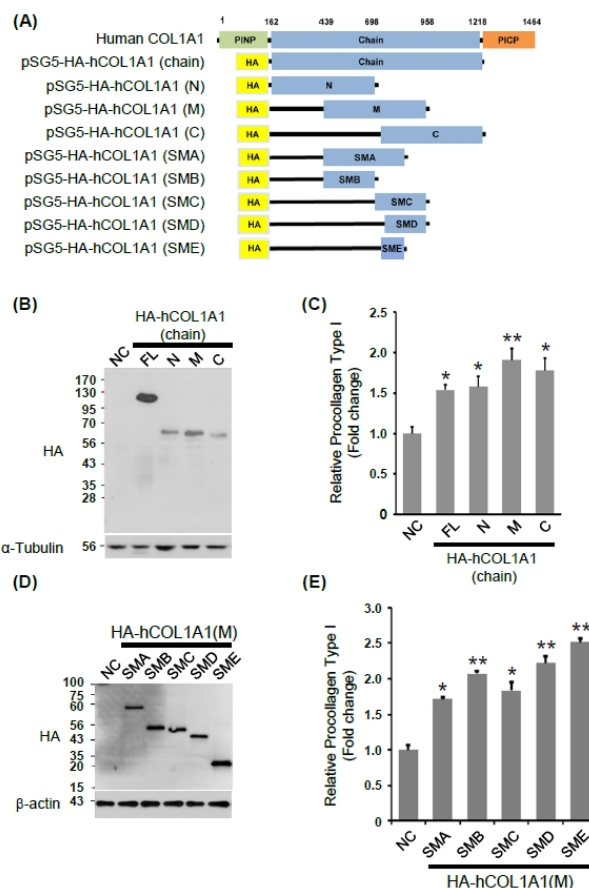 (A)
1 162 439 698 958 1218 1464
Human COL1A1 PINP Chain PICP
pSG5-HA-hCOL1A1 (chain) HA Chain
pSG5-HA-hCOL1A1 (N) HA N
pSG5-HA-hCOL1A1 (M) HA M
pSG5-HA-hCOL1A1 (C) HA C
pSG5-HA-hCOL1A1 (SMA) HA SMA
pSG5-HA-hCOL1A1 (SMB) HA SMB
pSG5-HA-hCOL1A1 (SMC) HA SMC
pSG5-HA-hCOL1A1 (SMD) HA SMD
pSG5-HA-hCOL1A1 (SME) HA SME
(B)
HA-hCOL1A1
(chain)
NC FL N M C
170
130
95
70
56
43
35
28
HA
α-Tubulin 56
(C)
Relative Procollagen Type I
(Fold change)
2.5
2.0
1.5
1.0
0.5
0
* * ** *
NC FL N M C
HA-hCOL1A1
(chain)
(D)
HA-hCOL1A1(M)
NC SMA SMB SMC SMD SME
100
75
60
56
43
35
20
15
HA
β-actin 43
(E)
Relative Procollagen Type I
(Fold change)
3.0
2.5
2.0
1.0
0.5
0.0
* ** * ** **
NC SMA SMB SMC SMD SME
HA-hCOL1A1(M)